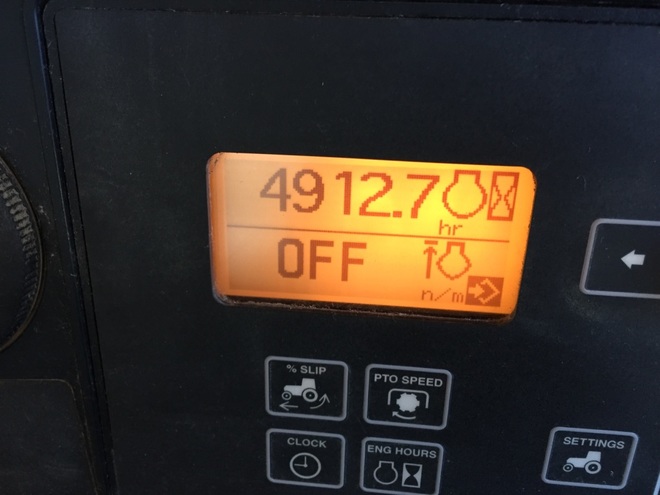 4912.7
hr
OFF
n/m
% SLIP
PTO SPEED
CLOCK
ENG HOURS
SETTINGS